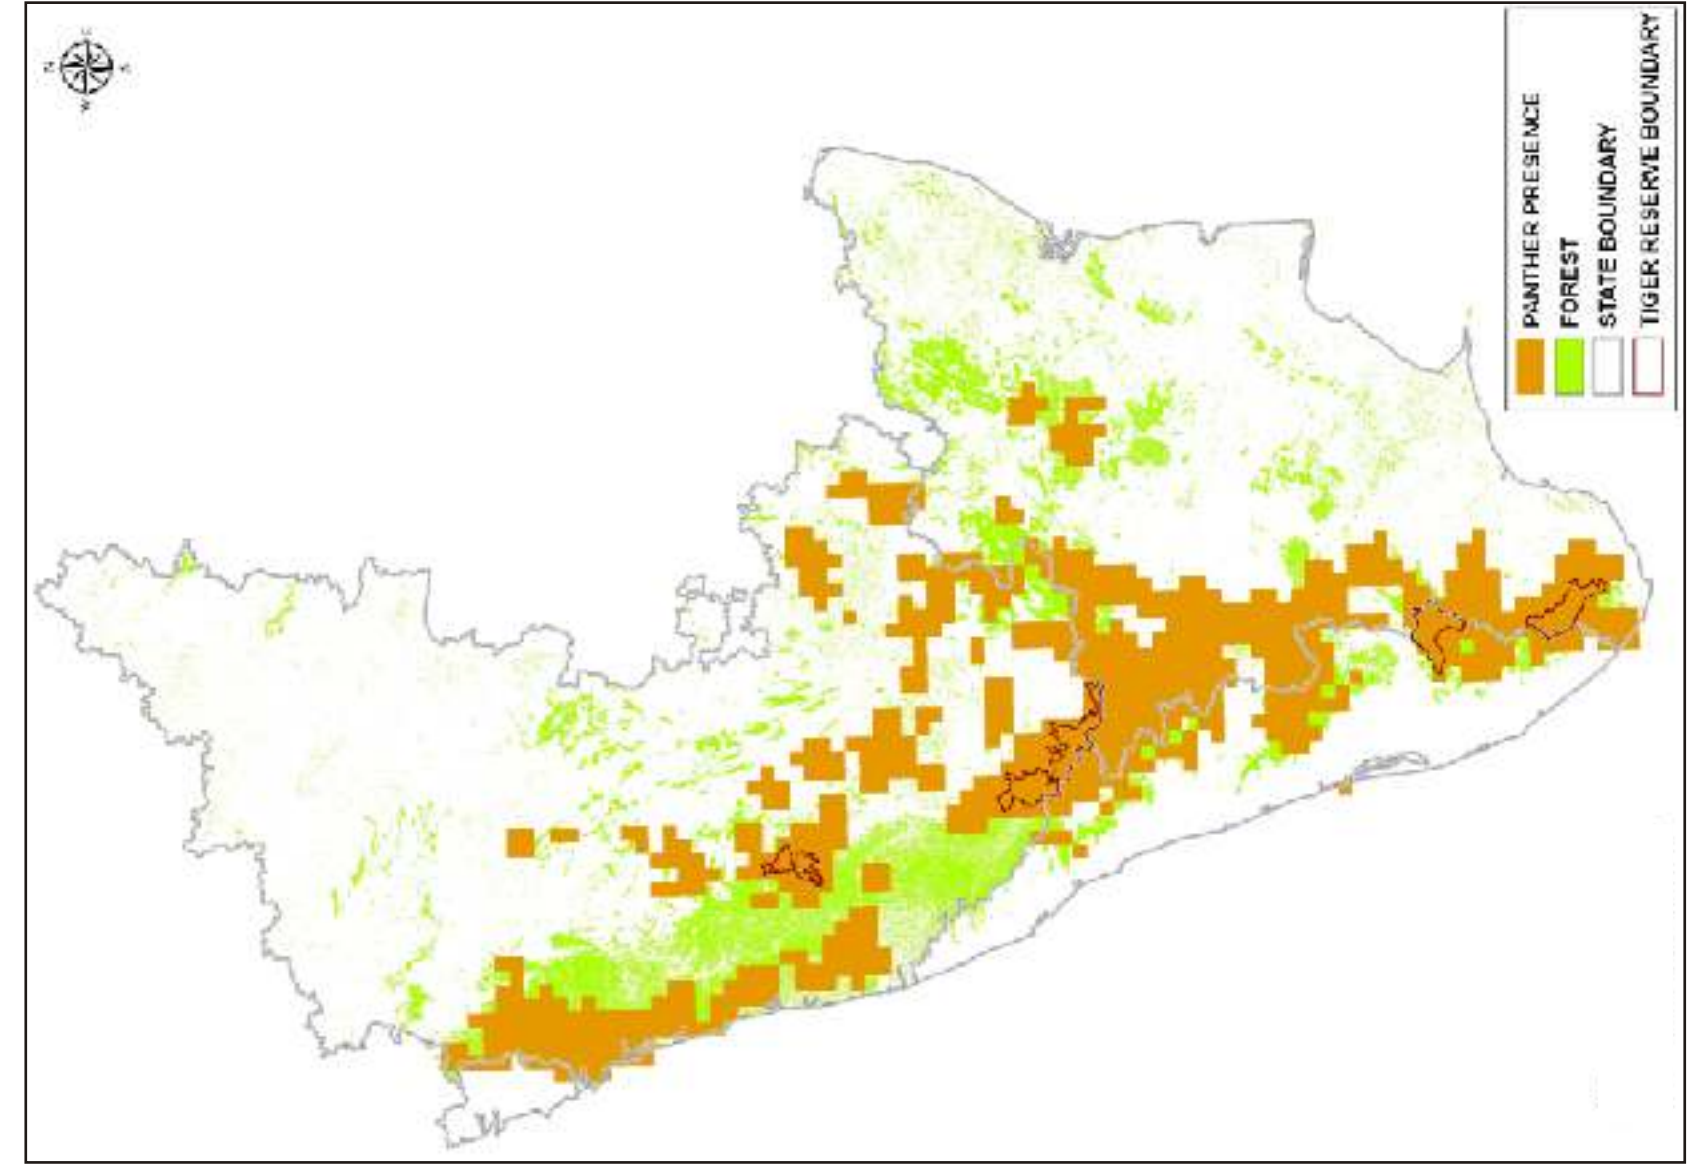 N
E
S
W
PANTHER PRESENCE
FOREST
STATE BOUNDARY
TIGER RESERVE BOUNDARY